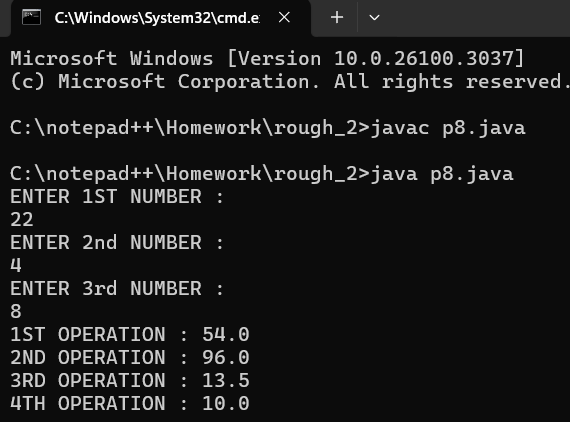 C:\Windows\System32\cmd.e
Microsoft Windows [Version 10.0.26100.3037]
(c) Microsoft Corporation. All rights reserved.
C:\notepad++\Homework\rough_2>javac p8.java
C:\notepad++\Homework\rough_2>java p8.java
ENTER 1ST NUMBER :
22
ENTER 2nd NUMBER :
4
ENTER 3rd NUMBER :
8
1ST OPERATION : 54.0
2ND OPERATION : 96.0
3RD OPERATION : 13.5
4TH OPERATION : 10.0